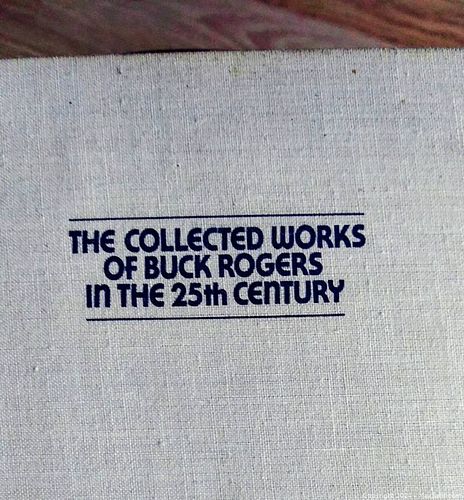 THE COLLECTED WORKS
OF BUCK ROGERS
IN THE 25th CENTURY